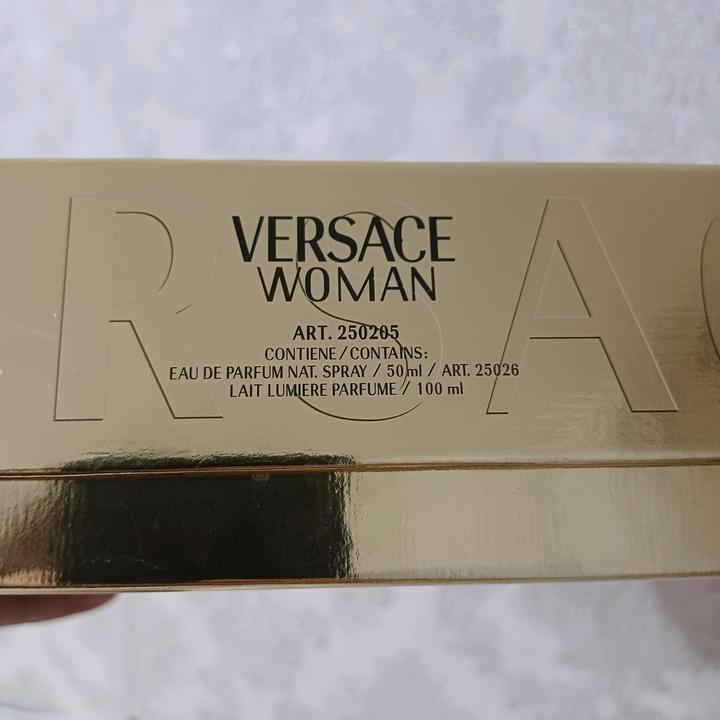 VERSACE
WOMAN
ART. 250205
CONTIENE/CONTAINS:
EAU DE PARFUM NAT. SPRAY / 50ml / ART. 25026
LAIT LUMIERE PARFUME / 100 ml
RSAC